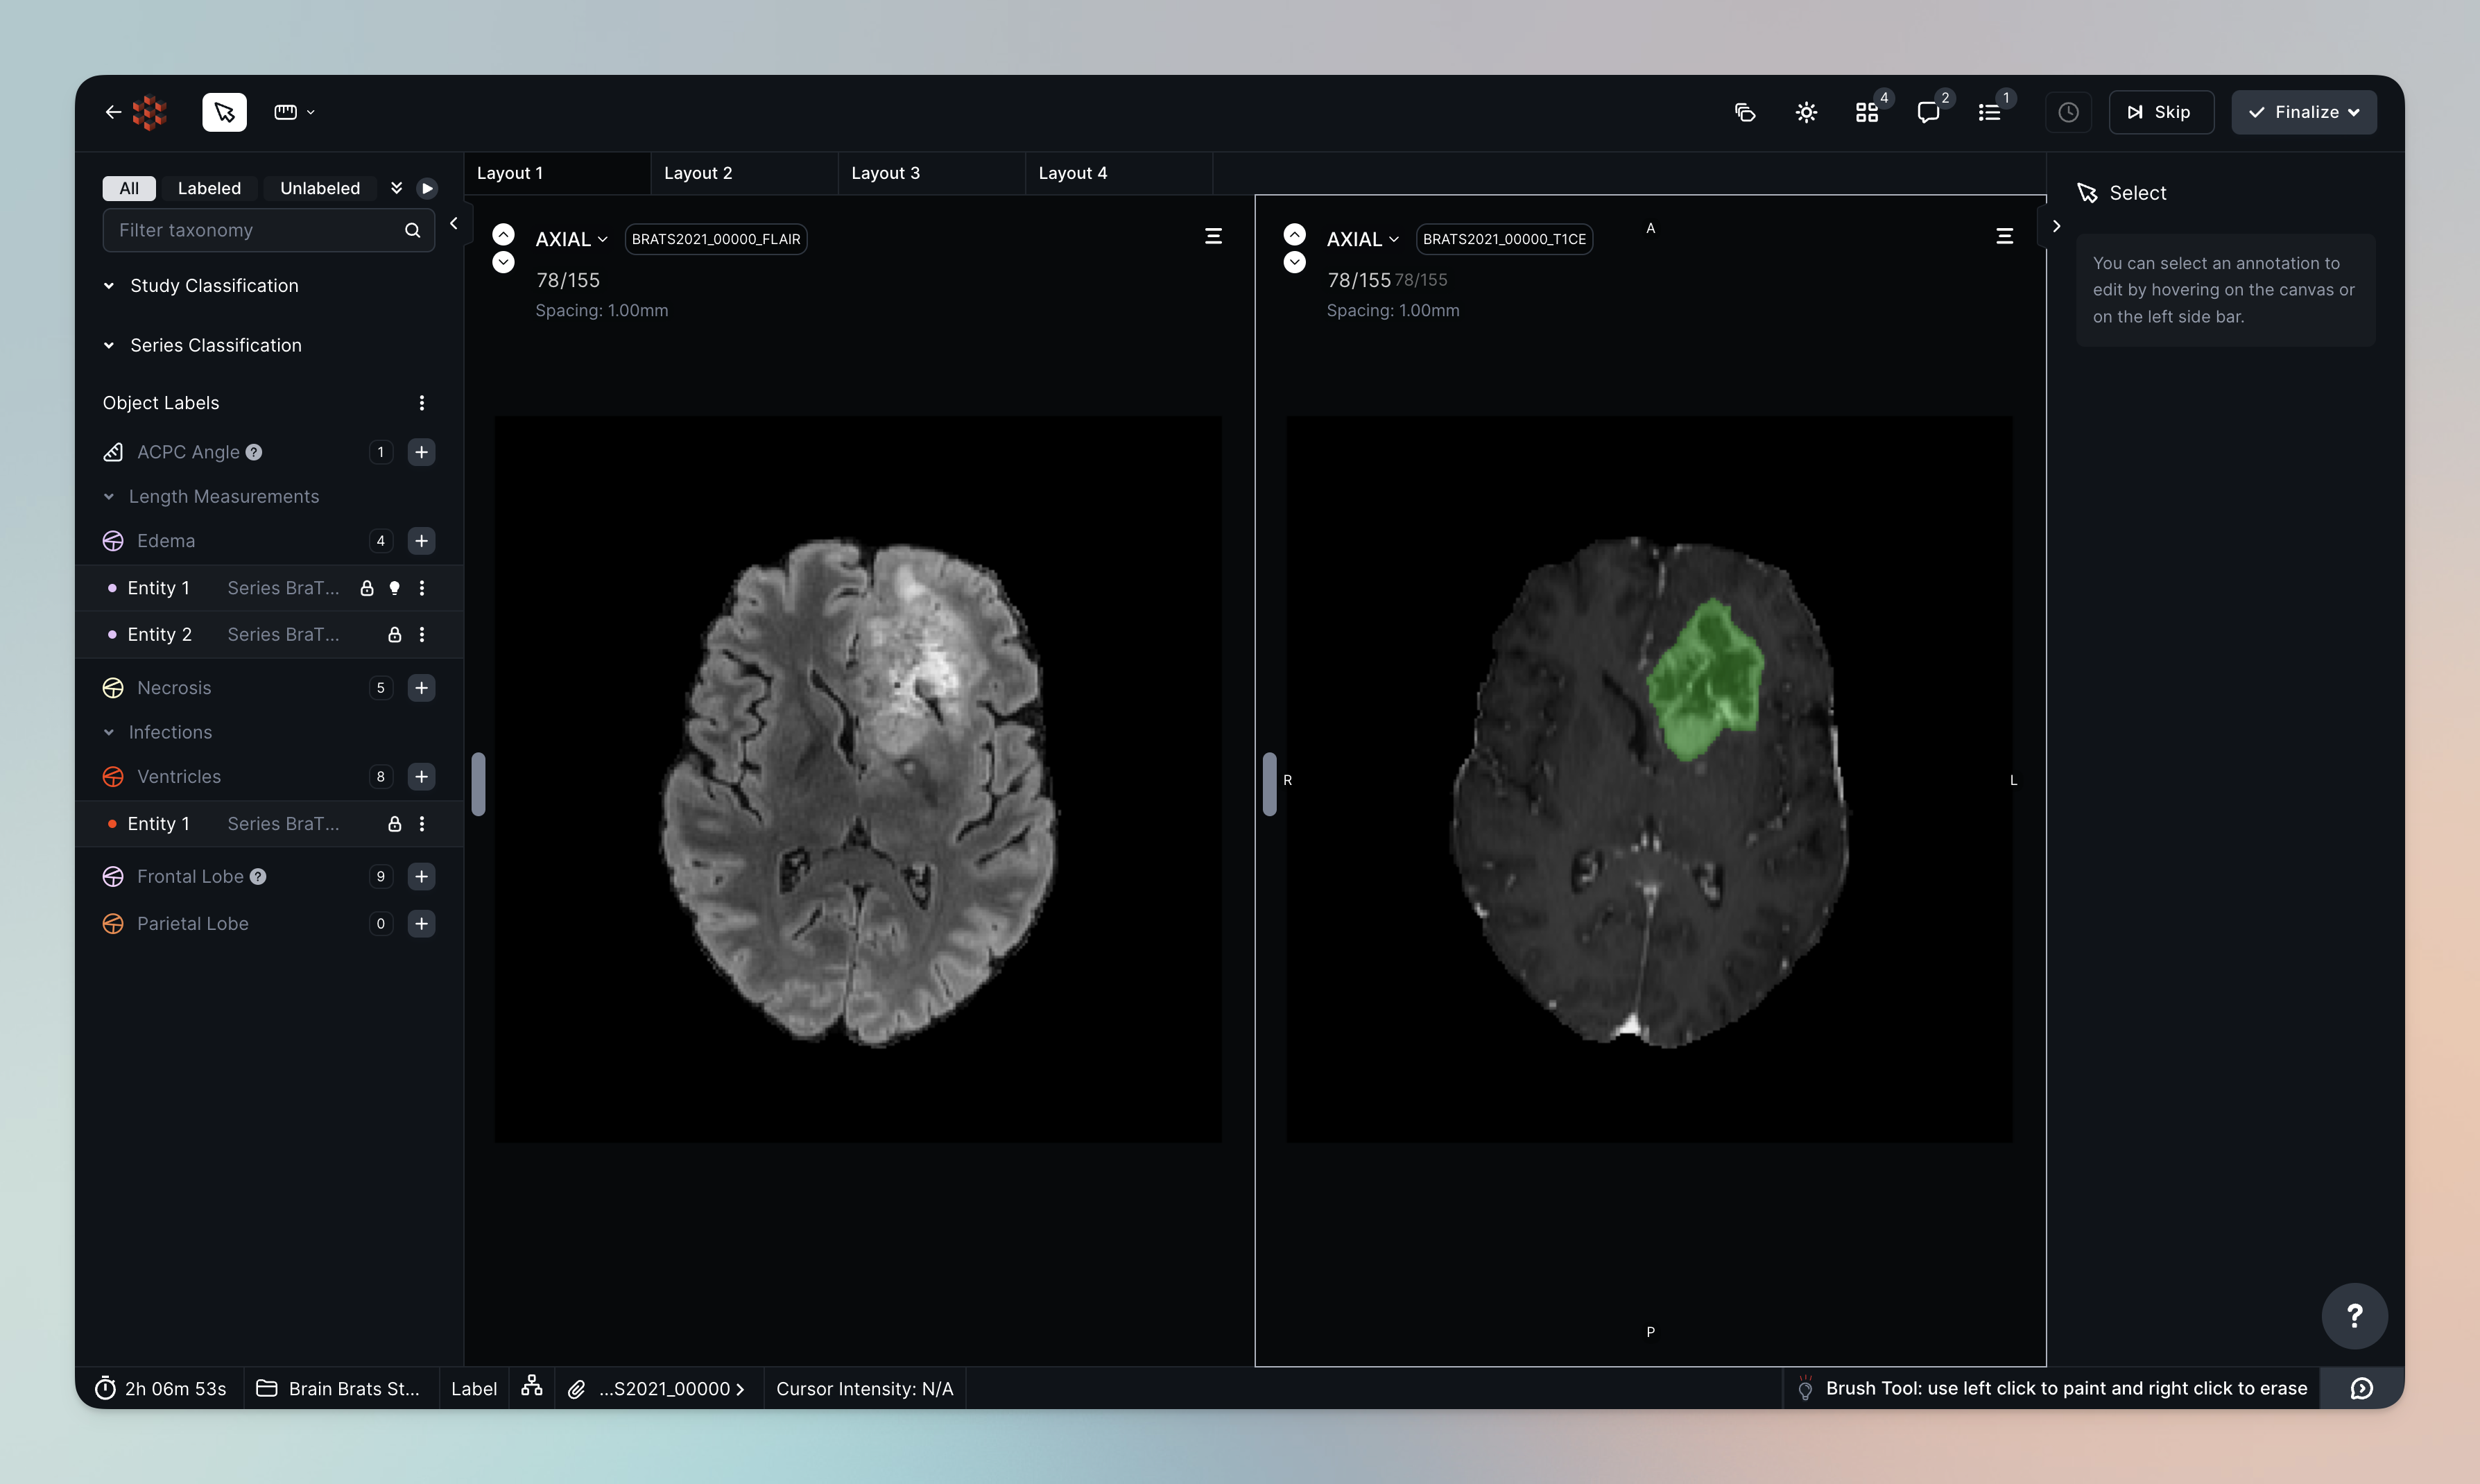 4
2
1
Skip
Finalize
All
Labeled
Unlabeled
Filter taxonomy
Study Classification
Series Classification
Object Labels
ACPC Angle ?
1
Length Measurements
Edema
4
Entity 1 Series BraT...
Entity 2 Series BraT...
Necrosis
5
Infections
Ventricles
8
Entity 1 Series BraT...
Frontal Lobe ?
9
Parietal Lobe
0
Layout 1
Layout 2
Layout 3
Layout 4
AXIAL
BRATS2021_00000_FLAIR
78/155
Spacing: 1.00mm
AXIAL
BRATS2021_00000_T1CE
78/155 78/155
Spacing: 1.00mm
A
R
L
P
Select
You can select an annotation to
edit by hovering on the canvas or
on the left side bar.
?
2h 06m 53s
Brain Brats St...
Label
...S2021_00000
Cursor Intensity: N/A
Brush Tool: use left click to paint and right click to erase